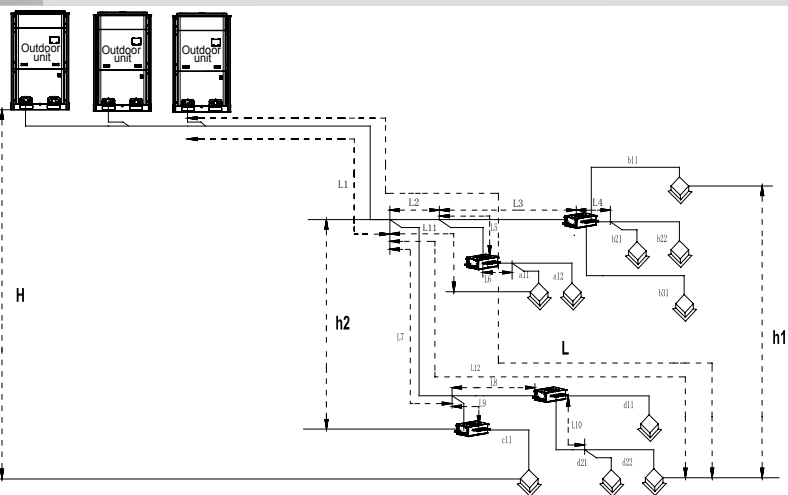 Outdoor
unit
Outdoor
unit
Outdoor
unit
b11
L1
L2
L3
L4
L11
L5
b21
b22
L6
a11
a12
b31
H
h2
h1
L7
L
L12
L8
L9
d11
c11
L10
d21
d22